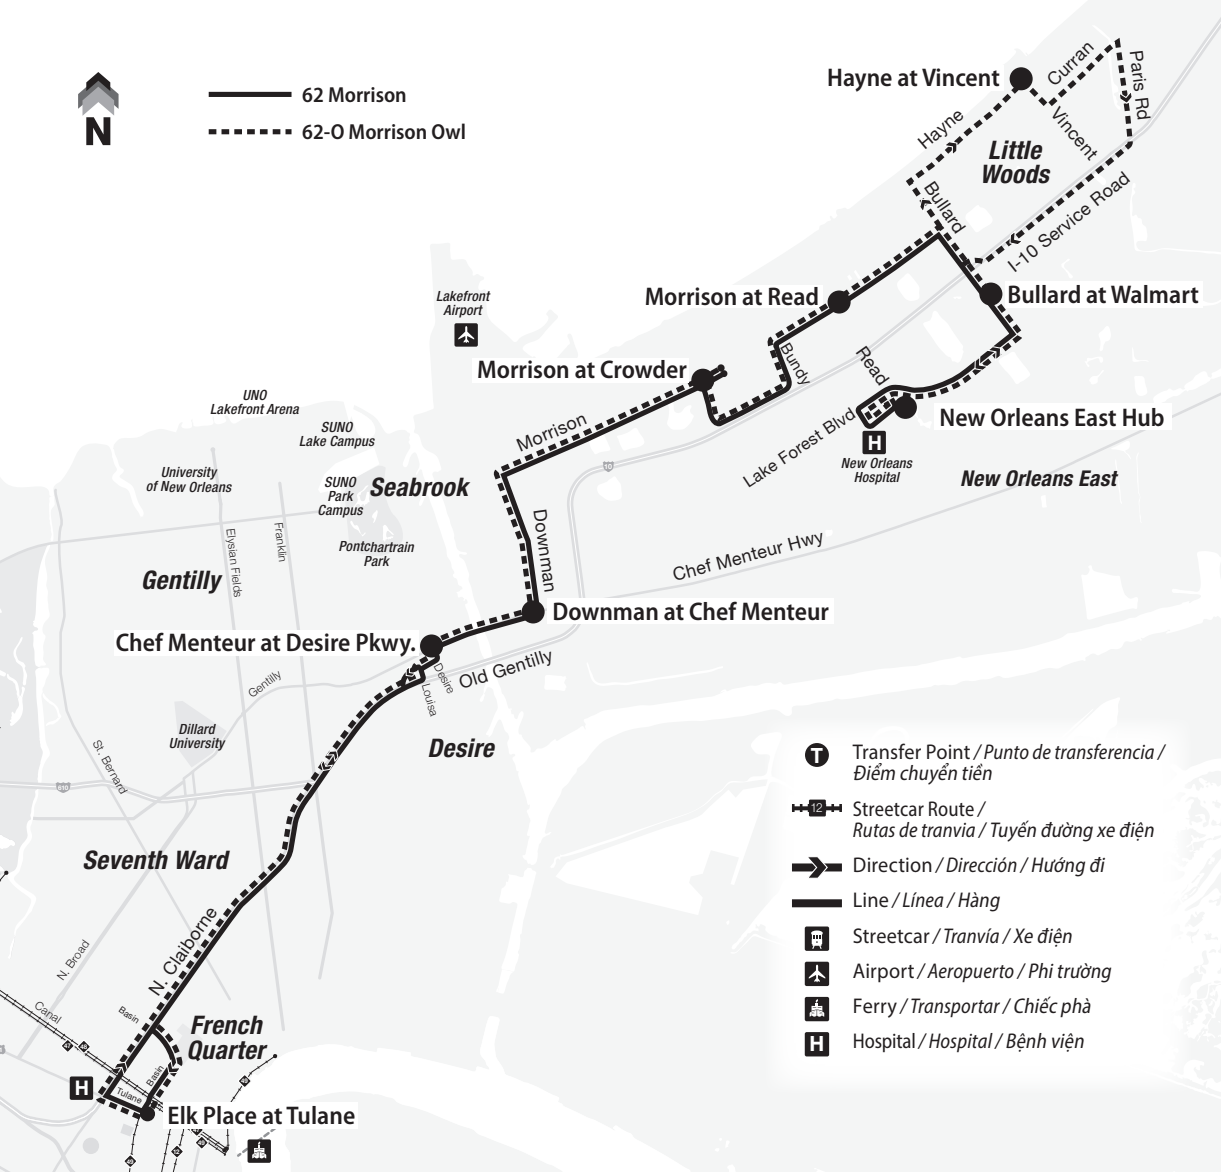 N
62 Morrison
62-O Morrison Owl
Hayne at Vincent
Curran
Paris Rd
Hayne
Vincent
Little
Woods
Bullard
I-10 Service Road
Bullard at Walmart
Morrison at Read
Lakefront
Airport
Morrison at Crowder
Bundy
Read
Lake Forest Blvd
New Orleans East Hub
H
New Orleans
Hospital
New Orleans East
UNO
Lakefront Arena
SUNO
Lake Campus
Morrison
10
University
of New Orleans
SUNO
Park
Campus
Seabrook
Downman
Elysian Fields
Franklin
Pontchartrain
Park
Chef Menteur Hwy
Gentilly
Downman at Chef Menteur
Chef Menteur at Desire Pkwy.
Old Gentilly
Desire
Louisa
Gentilly
Dillard
University
Desire
St. Bernard
610
Seventh Ward
N. Claiborne
N. Broad
Canal
Basin
French
Quarter
47
48
Basin
H
Tulane
Elk Place at Tulane
T
Transfer Point / Punto de transferencia /
Điểm chuyển tiền
12
Streetcar Route /
Rutas de tranvia / Tuyến đường xe điện
Direction / Dirección / Hướng đi
Line / Línea / Hàng
Streetcar / Tranvía / Xe điện
Airport / Aeropuerto / Phi trường
Ferry / Transportar / Chiếc phà
H
Hospital / Hospital / Bệnh viện